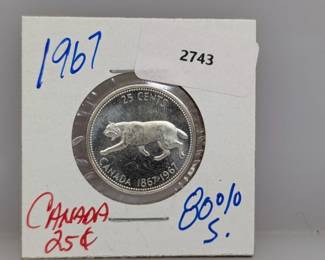 1967
2743
25 CENTS
CANADA 1867-1967
CANADA
25¢
80%
S.